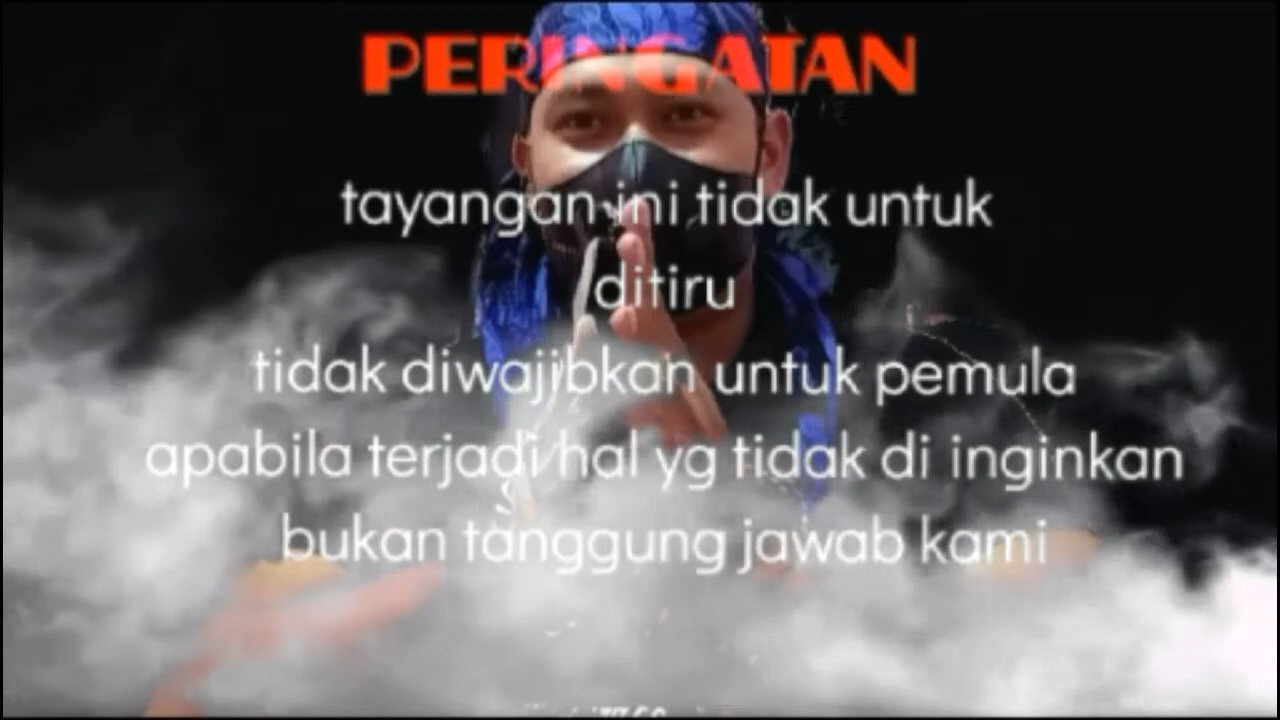 PERINGATAN
tayangan ini tidak untuk
ditiru
tidak diwajibkan untuk pemula
apabila terjadi hal yg tidak di inginkan
bukan tanggung jawab kami